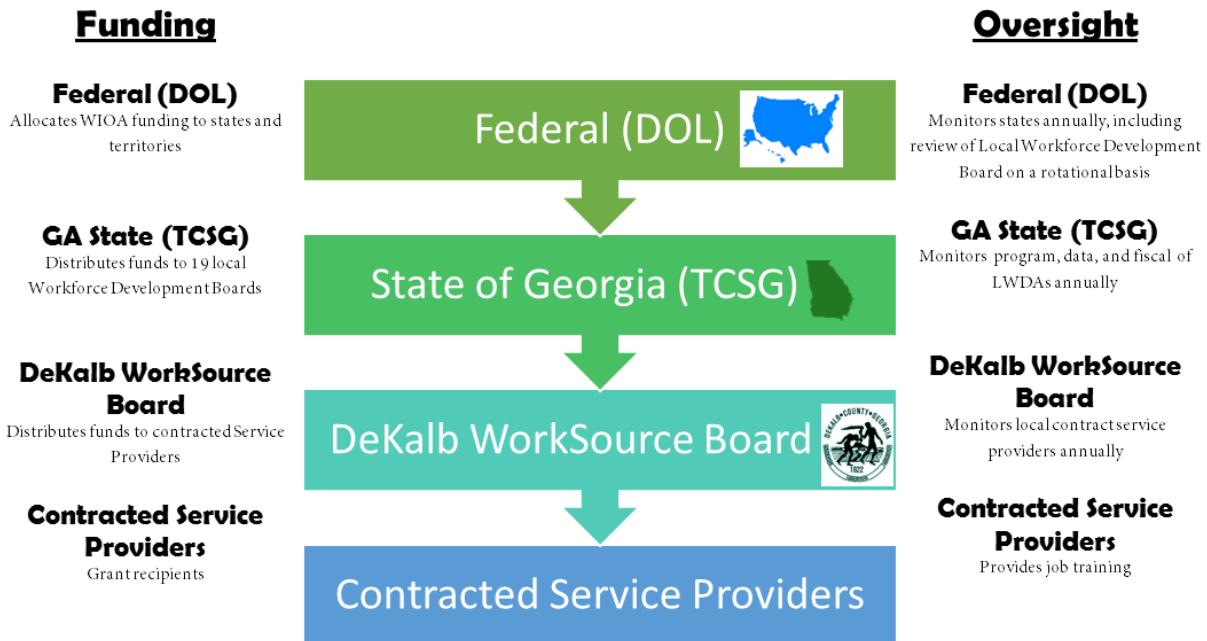 Funding
Federal (DOL)
Allocates WIOA funding to states and
territories
GA State (TCSG)
Distributes funds to 19 local
Workforce Development Boards
DeKalb WorkSource
Board
Distributes funds to contracted Service
Providers
Contracted Service
Providers
Grant recipients
Federal (DOL)
State of Georgia (TCSG)
DeKalb WorkSource Board
DEKALB COUNTY GEORGIA
1822
Contracted Service Providers
Oversight
Federal (DOL)
Monitors states annually, including
review of Local Workforce Development
Board on a rotational basis
GA State (TCSG)
Monitors program, data, and fiscal of
LWDAs annually
DeKalb WorkSource
Board
Monitors local contract service
providers annually
Contracted Service
Providers
Provides job training